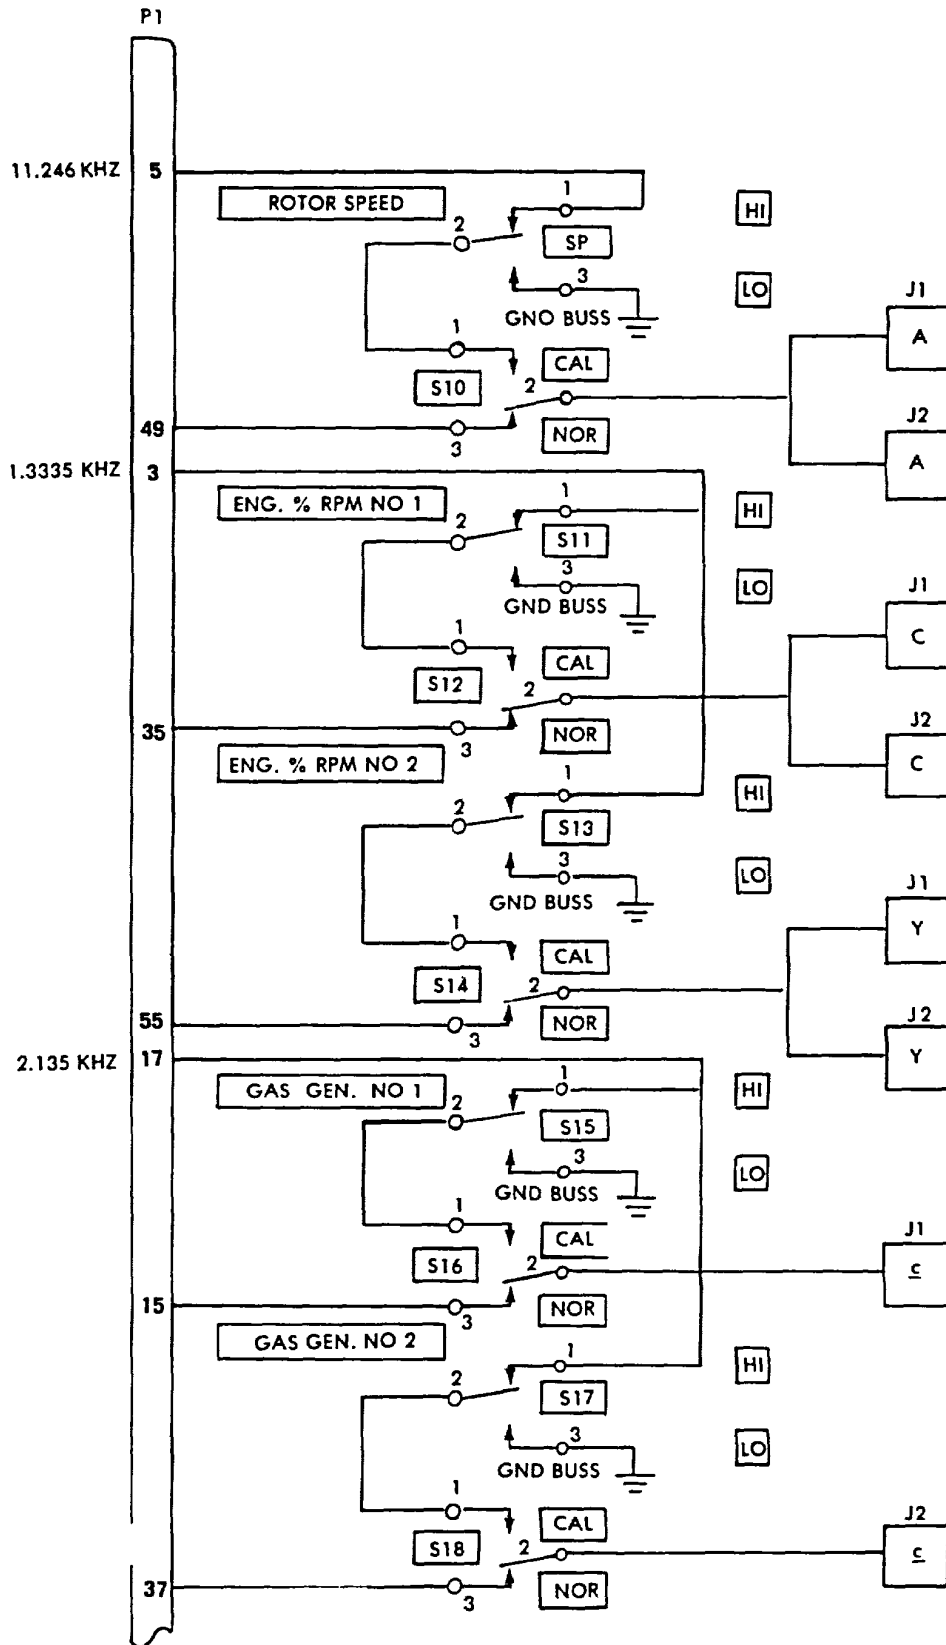 P1
11.246 KHZ 5
ROTOR SPEED
1
HI
2
SP
3
LO
GNO BUSS
J1
A
1
CAL
S10
2
49
3
NOR
J2
A
1.3335 KHZ 3
ENG. % RPM NO 1
1
HI
2
S11
3
LO
GND BUSS
J1
C
1
CAL
S12
2
35
3
NOR
J2
C
ENG. % RPM NO 2
1
HI
2
S13
3
LO
GND BUSS
J1
Y
1
CAL
S14
2
55
3
NOR
J2
Y
2.135 KHZ 17
GAS GEN. NO 1
1
HI
2
S15
3
LO
GND BUSS
1
CAL
J1
c
S16
2
15
3
NOR
GAS GEN. NO 2
1
HI
2
S17
3
LO
GND BUSS
1
CAL
J2
c
S18
2
37
3
NOR